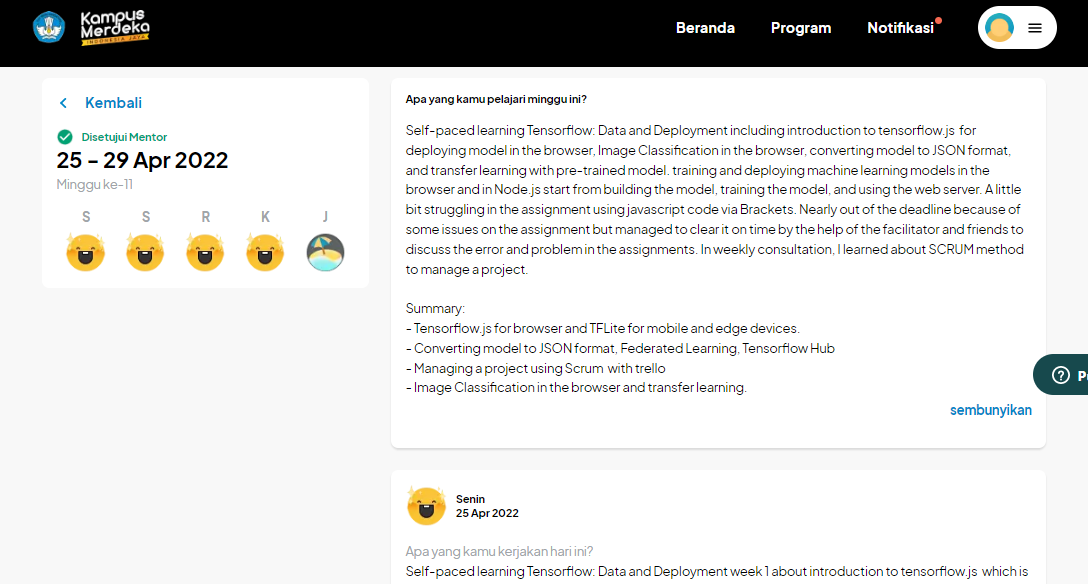 Kampus
Merdeka
INDONESIA JAYA
Beranda
Program
Notifikasi
Kembali
Disetujui Mentor
25 – 29 Apr 2022
Minggu ke-11
S S R K J
Apa yang kamu pelajari minggu ini?
Self-paced learning Tensorflow: Data and Deployment including introduction to tensorflow.js for
deploying model in the browser, Image Classification in the browser, converting model to JSON format,
and transfer learning with pre-trained model. training and deploying machine learning models in the
browser and in Node.js start from building the model, training the model, and using the web server. A little
bit struggling in the assignment using javascript code via Brackets. Nearly out of the deadline because of
some issues on the assignment but managed to clear it on time by the help of the facilitator and friends to
discuss the error and problem in the assignments. In weekly consultation, I learned about SCRUM method
to manage a project.
Summary:
- Tensorflow.js for browser and TFLite for mobile and edge devices.
- Converting model to JSON format, Federated Learning, Tensorflow Hub
- Managing a project using Scrum with trello
- Image Classification in the browser and transfer learning.
sembunyikan
Senin
25 Apr 2022
Apa yang kamu kerjakan hari ini?
Self-paced learning Tensorflow: Data and Deployment week 1 about introduction to tensorflow.js which is